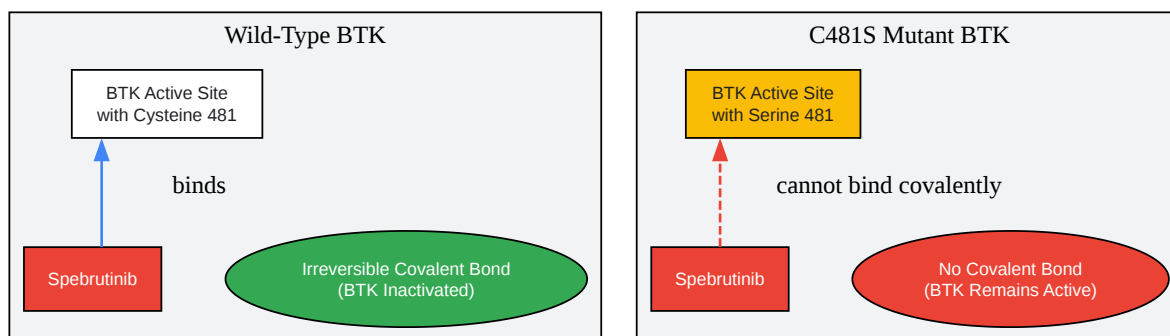 Wild-Type BTK
BTK Active Site
with Cysteine 481
binds
Spebrutinib
Irreversible Covalent Bond
(BTK Inactivated)
C481S Mutant BTK
BTK Active Site
with Serine 481
cannot bind covalently
Spebrutinib
No Covalent Bond
(BTK Remains Active)